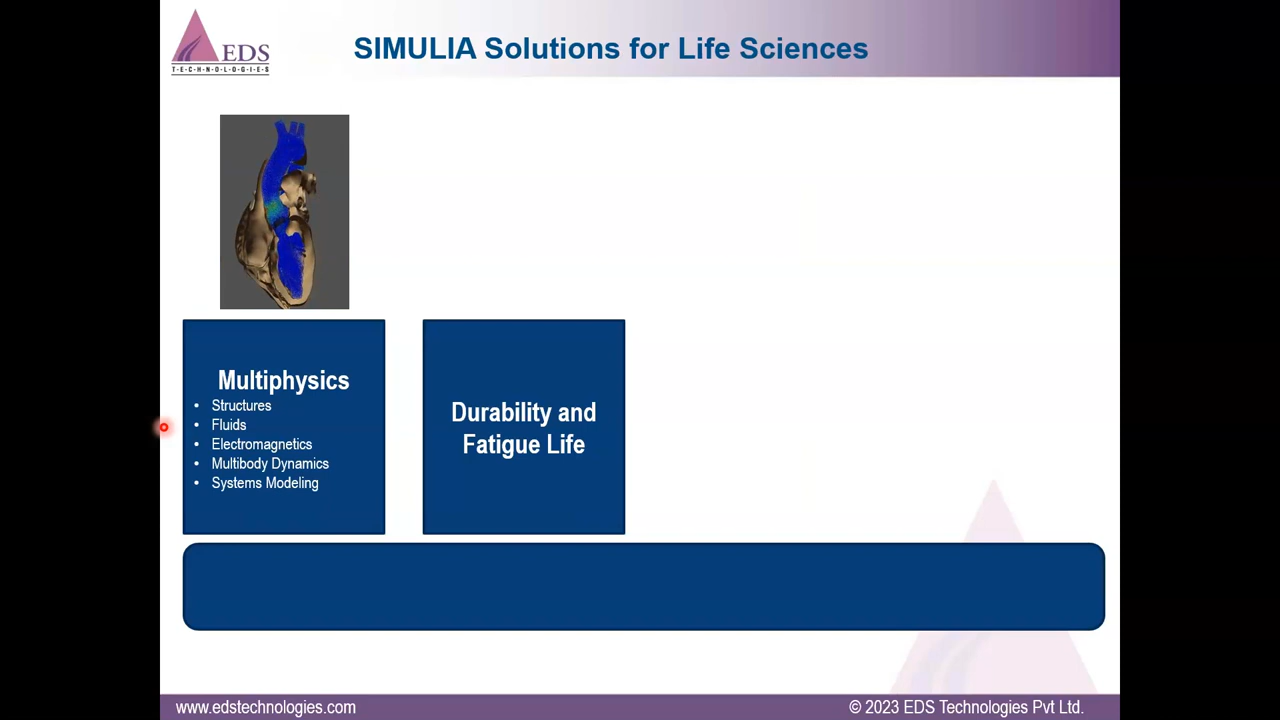 EDS
T·E·C·H·N·O·L·O·G·I·E·S
SIMULIA Solutions for Life Sciences
Multiphysics
• Structures
• Fluids
• Electromagnetics
• Multibody Dynamics
• Systems Modeling
Durability and
Fatigue Life
www.edstechnologies.com
© 2023 EDS Technologies Pvt Ltd.